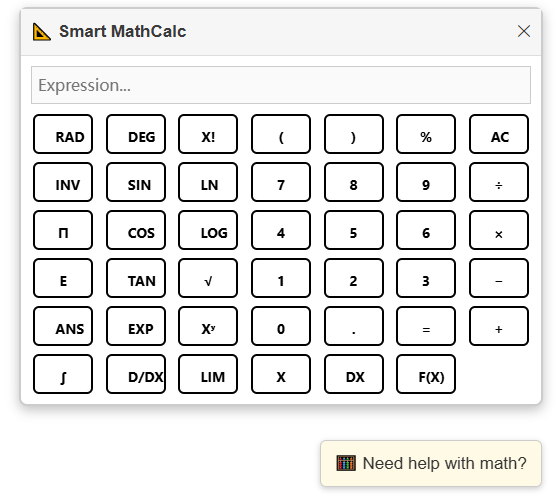 Smart MathCalc
Expression...
RAD DEG X! ( ) % AC
INV SIN LN 7 8 9 ÷
Π COS LOG 4 5 6 ×
E TAN √ 1 2 3 −
ANS EXP Xʸ 0 . = +
∫ D/DX LIM X DX F(X)
Need help with math?